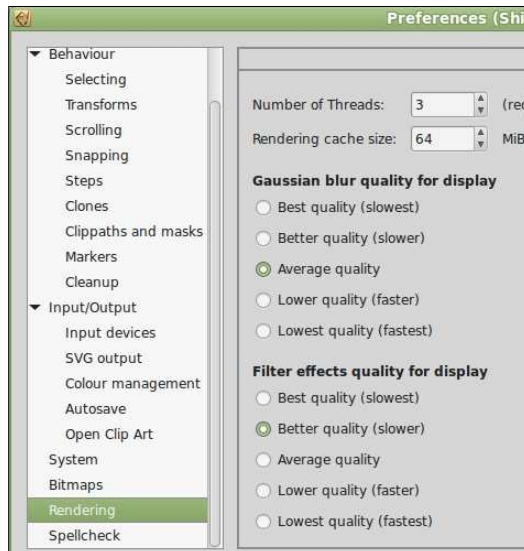 Preferences (Shi
Behaviour
Selecting
Transforms
Scrolling
Snapping
Steps
Clones
Clippaths and masks
Markers
Cleanup
Input/Output
Input devices
SVG output
Colour management
Autosave
Open Clip Art
System
Bitmaps
Rendering
Spellcheck
Number of Threads: 3 (red
Rendering cache size: 64 MiB
Gaussian blur quality for display
Best quality (slowest)
Better quality (slower)
Average quality
Lower quality (faster)
Lowest quality (fastest)
Filter effects quality for display
Best quality (slowest)
Better quality (slower)
Average quality
Lower quality (faster)
Lowest quality (fastest)